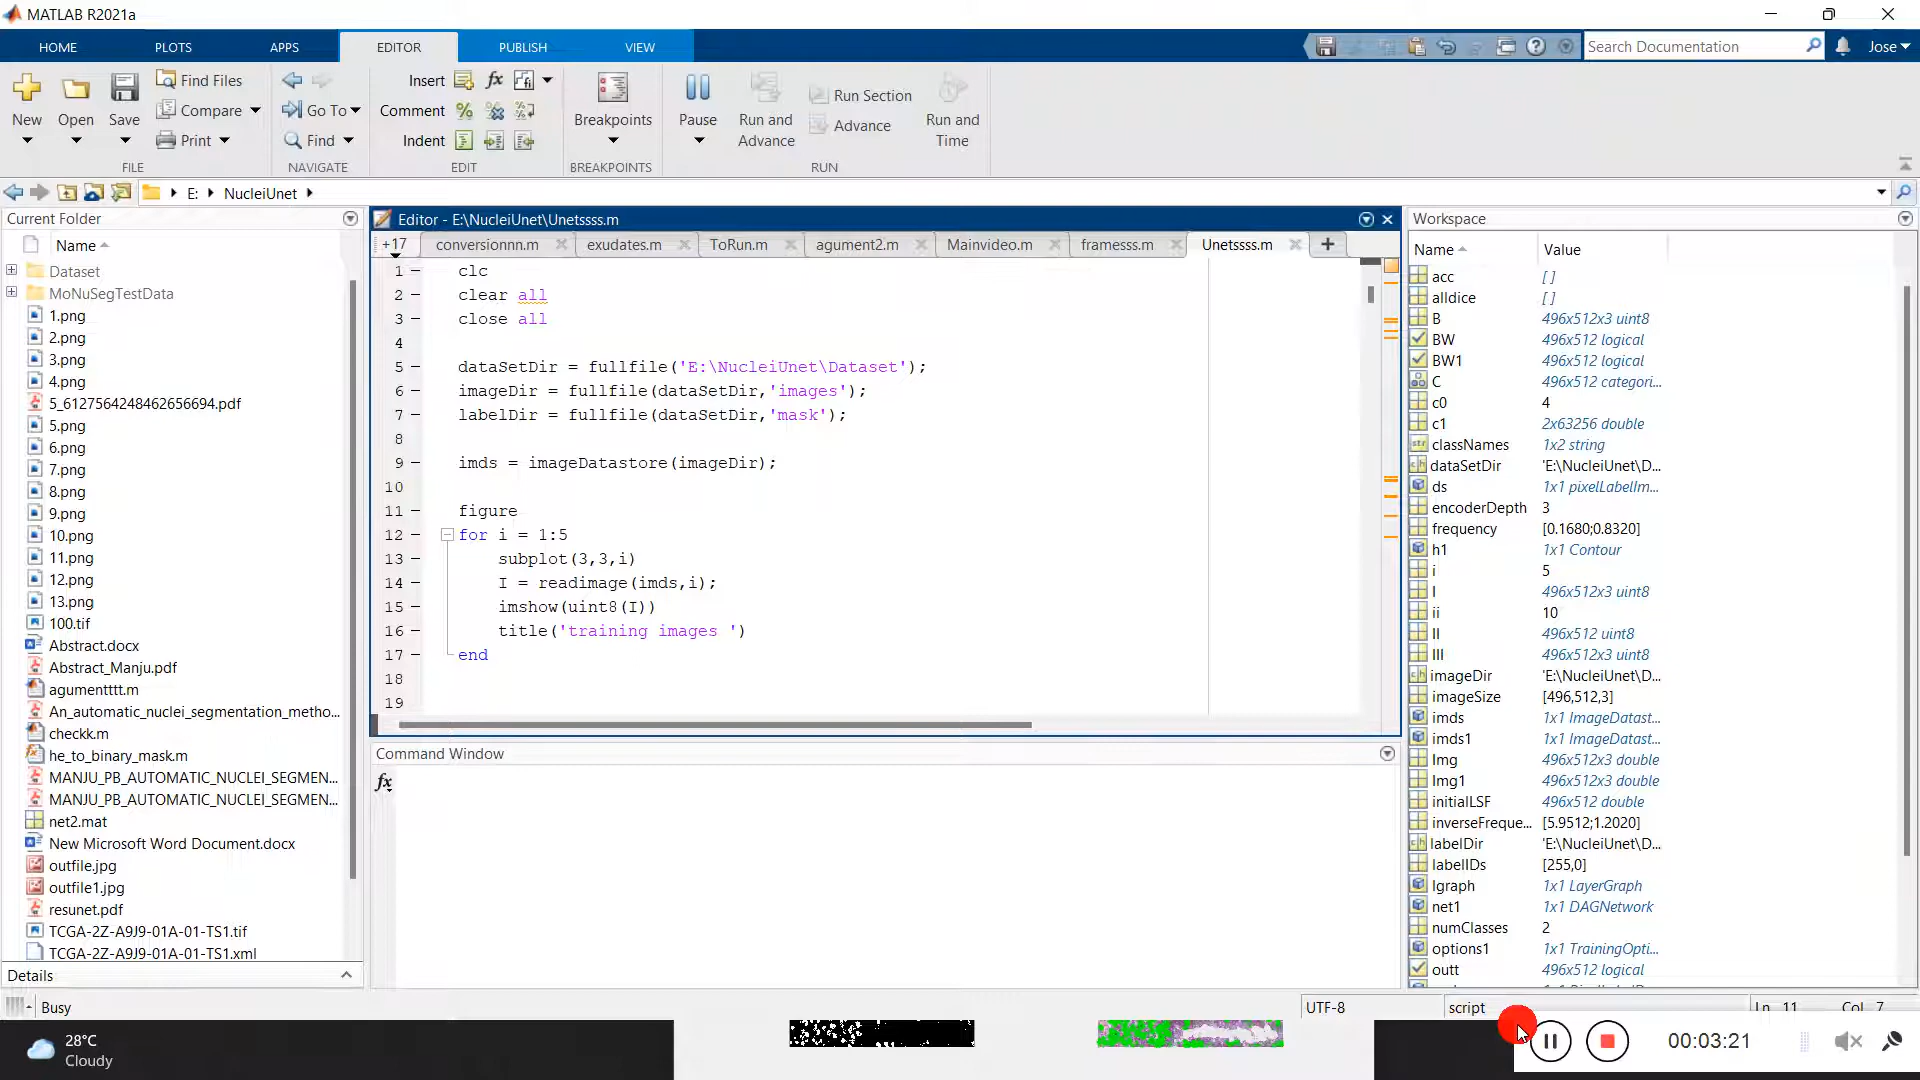 MATLAB R2021a
HOME PLOTS APPS EDITOR PUBLISH VIEW
Search Documentation Jose
New Open Save Find Files Compare Print
FILE
Go To Find
NAVIGATE
Insert fx
Comment
Indent
EDIT
Breakpoints
BREAKPOINTS
Pause Run and Advance Run Section Advance Run and Time
RUN
E: NucleiUnet
Current Folder
Name
Dataset
MoNuSegTestData
1.png
2.png
3.png
4.png
5_6127564248462656694.pdf
5.png
6.png
7.png
8.png
9.png
10.png
11.png
12.png
13.png
100.tif
Abstract.docx
Abstract_Manju.pdf
agumentttt.m
An_automatic_nuclei_segmentation_metho...
checkk.m
he_to_binary_mask.m
MANJU_PB_AUTOMATIC_NUCLEI_SEGMEN...
MANJU_PB_AUTOMATIC_NUCLEI_SEGMEN...
net2.mat
New Microsoft Word Document.docx
outfile.jpg
outfile1.jpg
resunet.pdf
TCGA-2Z-A9J9-01A-01-TS1.tif
TCGA-2Z-A9J9-01A-01-TS1.xml
Details
Editor - E:\NucleiUnet\Unetssss.m
+17 conversionnn.m exudates.m ToRun.m agument2.m Mainvideo.m framesss.m Unetssss.m
1 – clc
2 – clear all
3 – close all
4
5 – dataSetDir = fullfile('E:\NucleiUnet\Dataset');
6 – imageDir = fullfile(dataSetDir,'images');
7 – labelDir = fullfile(dataSetDir,'mask');
8
9 – imds = imageDatastore(imageDir);
10
11 – figure
12 – for i = 1:5
13 – subplot(3,3,i)
14 – I = readimage(imds,i);
15 – imshow(uint8(I))
16 – title('training images ')
17 – end
18
19
Command Window
fx
Workspace
Name Value
acc []
alldice []
B 496x512x3 uint8
BW 496x512 logical
BW1 496x512 logical
C 496x512 categori...
c0 4
c1 2x63256 double
classNames 1x2 string
dataSetDir 'E:\NucleiUnet\D...
ds 1x1 pixelLabelIm...
encoderDepth 3
frequency [0.1680;0.8320]
h1 1x1 Contour
i 5
I 496x512x3 uint8
ii 10
II 496x512 uint8
III 496x512x3 uint8
imageDir 'E:\NucleiUnet\D...
imageSize [496,512,3]
imds 1x1 ImageDatast...
imds1 1x1 ImageDatast...
Img 496x512x3 double
Img1 496x512x3 double
initialLSF 496x512 double
inverseFreque... [5.9512;1.2020]
labelDir 'E:\NucleiUnet\D...
labelIDs [255,0]
lgraph 1x1 LayerGraph
net1 1x1 DAGNetwork
numClasses 2
options1 1x1 TrainingOpti...
outt 496x512 logical
Busy
UTF-8 script Ln 11 Col 7
28°C
Cloudy
00:03:21